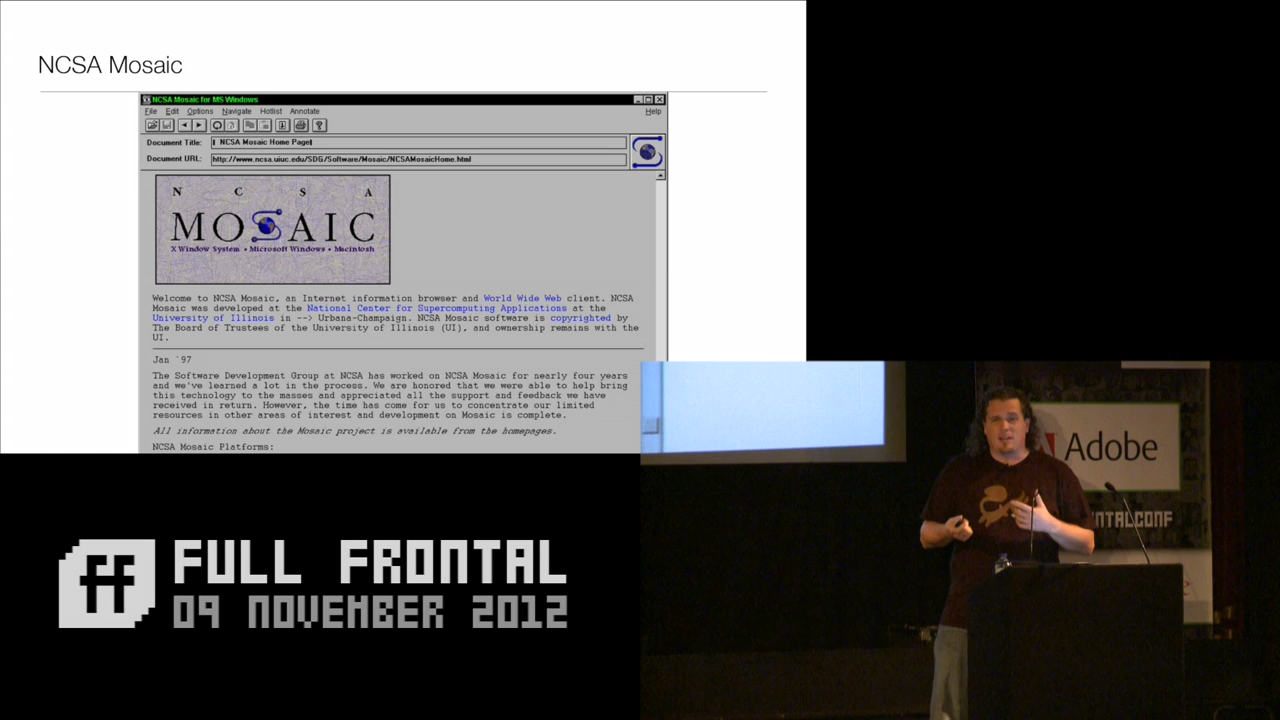 NCSA Mosaic
NCSA Mosaic for MS Windows
File Edit Options Navigate Hotlist Annotate Help
Document Title: NCSA Mosaic Home Page
Document URL: http://www.ncsa.uiuc.edu/SDG/Software/Mosaic/NCSAMosaicHome.html
N C S A
MOSAIC
X Window System • Microsoft Windows • Macintosh
Welcome to NCSA Mosaic, an Internet information browser and World Wide Web client. NCSA
Mosaic was developed at the National Center for Supercomputing Applications at the
University of Illinois in --> Urbana-Champaign. NCSA Mosaic software is copyrighted by
The Board of Trustees of the University of Illinois (UI), and ownership remains with the
UI.
Jan `97
The Software Development Group at NCSA has worked on NCSA Mosaic for nearly four years
and we've learned a lot in the process. We are honored that we were able to help bring
this technology to the masses and appreciated all the support and feedback we have
received in return. However, the time has come for us to concentrate our limited
resources in other areas of interest and development on Mosaic is complete.
All information about the Mosaic project is available from the homepages.
NCSA Mosaic Platforms:
Adobe
NTALCONF
ff
FULL FRONTAL
09 NOVEMBER 2012